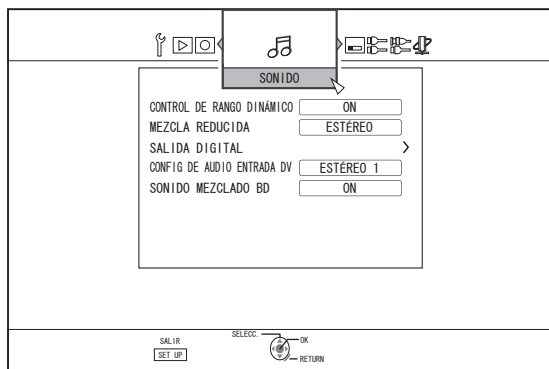 SONIDO
CONTROL DE RANGO DINÁMICO ON
MEZCLA REDUCIDA ESTÉREO
SALIDA DIGITAL
CONFIG DE AUDIO ENTRADA DV ESTÉREO 1
SONIDO MEZCLADO BD ON
SALIR
SET UP
SELECC.
OK
RETURN